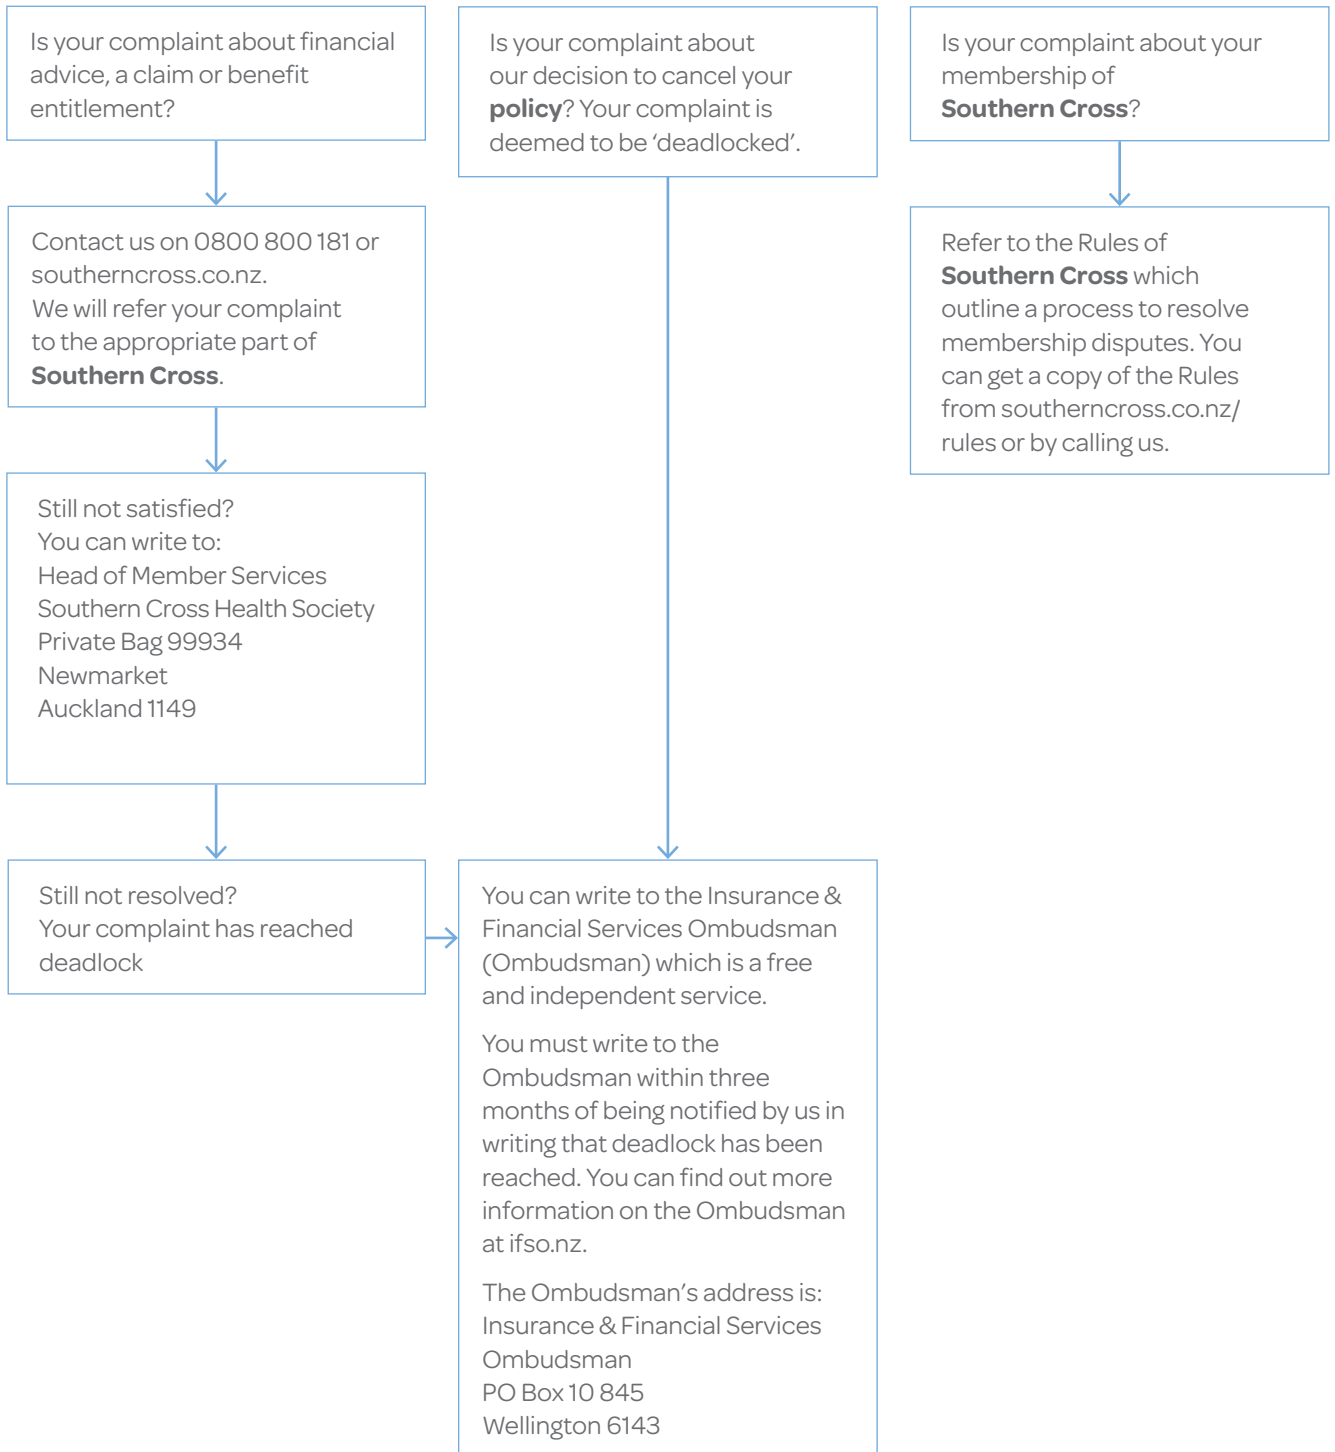 Is your complaint about financial
advice, a claim or benefit
entitlement?
Contact us on 0800 800 181 or
southerncross.co.nz.
We will refer your complaint
to the appropriate part of
Southern Cross.
Still not satisfied?
You can write to:
Head of Member Services
Southern Cross Health Society
Private Bag 99934
Newmarket
Auckland 1149
Still not resolved?
Your complaint has reached
deadlock
Is your complaint about
our decision to cancel your
policy? Your complaint is
deemed to be ‘deadlocked’.
You can write to the Insurance &
Financial Services Ombudsman
(Ombudsman) which is a free
and independent service.
You must write to the
Ombudsman within three
months of being notified by us in
writing that deadlock has been
reached. You can find out more
information on the Ombudsman
at ifso.nz.
The Ombudsman’s address is:
Insurance & Financial Services
Ombudsman
PO Box 10 845
Wellington 6143
Is your complaint about your
membership of
Southern Cross?
Refer to the Rules of
Southern Cross which
outline a process to resolve
membership disputes. You
can get a copy of the Rules
from southerncross.co.nz/
rules or by calling us.